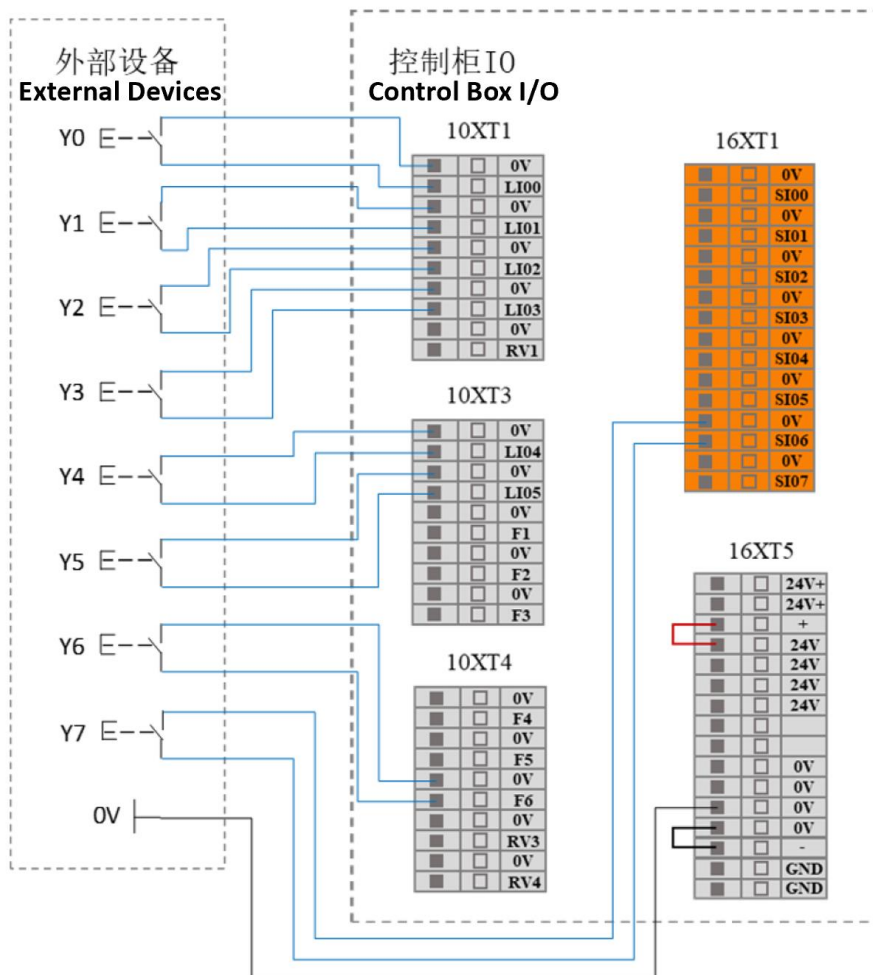 外部设备
External Devices
Y0
Y1
Y2
Y3
Y4
Y5
Y6
Y7
0V
控制柜IO
Control Box I/O
10XT1
0V
LI00
0V
LI01
0V
LI02
0V
LI03
0V
RV1
10XT3
0V
LI04
0V
LI05
0V
F1
0V
F2
0V
F3
10XT4
0V
F4
0V
F5
0V
F6
0V
RV3
0V
RV4
16XT1
0V
SI00
0V
SI01
0V
SI02
0V
SI03
0V
SI04
0V
SI05
0V
SI06
0V
SI07
16XT5
24V+
24V+
+
24V
24V
24V
24V
0V
0V
0V
0V
-
GND
GND